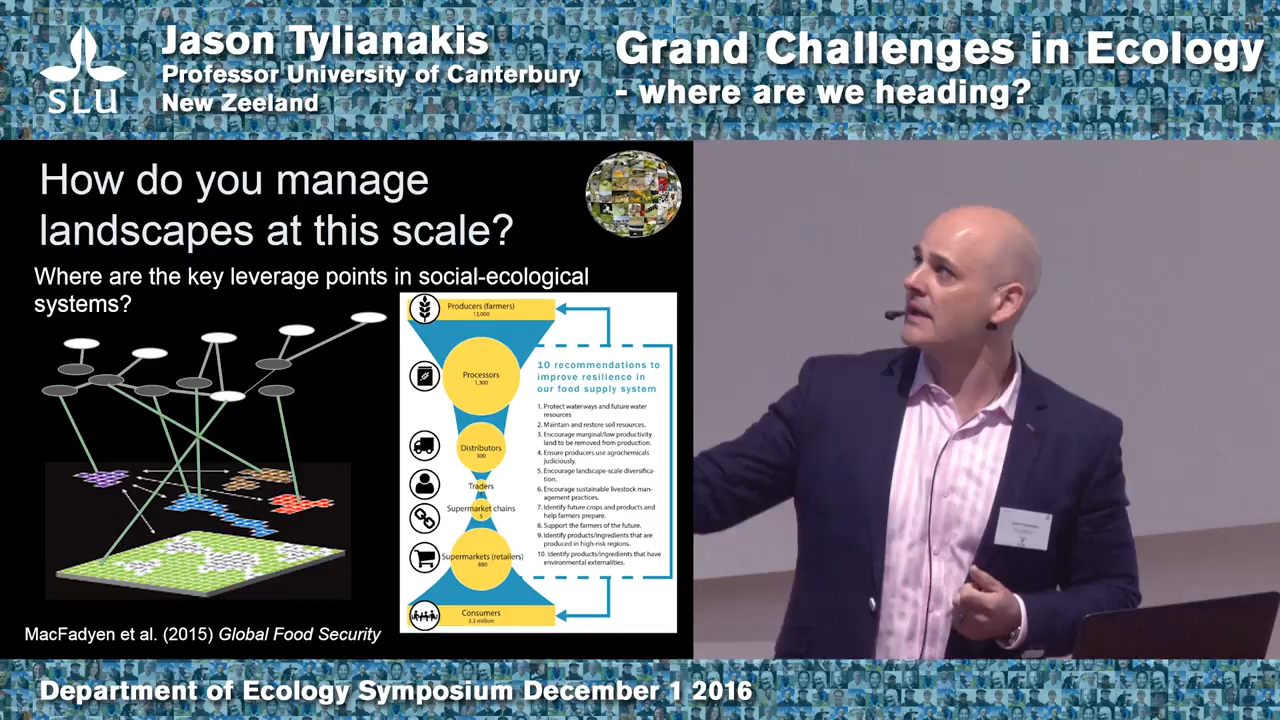 Jason Tylianakis
Professor University of Canterbury
New Zeeland
SLU
Grand Challenges in Ecology
- where are we heading?
How do you manage
landscapes at this scale?
Where are the key leverage points in social-ecological
systems?
Producers (farmers)
13,000
Processors
1,300
Distributors
300
Traders
Supermarket chains
5
Supermarkets (retailers)
880
Consumers
3.3 million
10 recommendations to
improve resilience in
our food supply system
1. Protect waterways and future water
resources
2. Maintain and restore soil resources.
3. Encourage marginal/low productivity
land to be removed from production.
4. Ensure producers use agrochemicals
judiciously.
5. Encourage landscape-scale diversifica-
tion.
6. Encourage sustainable livestock man-
agement practices.
7. Identify future crops and products and
help farmers prepare.
8. Support the farmers of the future.
9. Identify products/ingredients that are
produced in high-risk regions.
10. Identify products/ingredients that have
environmental externalities.
MacFadyen et al. (2015) Global Food Security
Department of Ecology Symposium December 1 2016